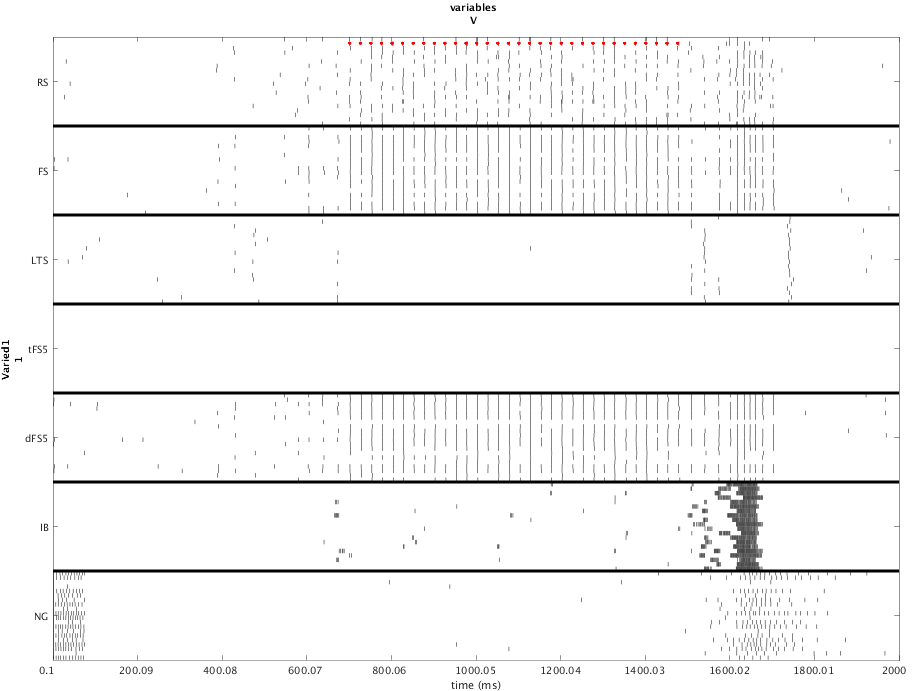 variables
V
RS
FS
LTS
Varied1
1
tFS5
dFS5
IB
NG
0.1 200.09 400.08 600.07 800.06 1000.05 1200.04 1400.03 1600.02 1800.01 2000
time (ms)